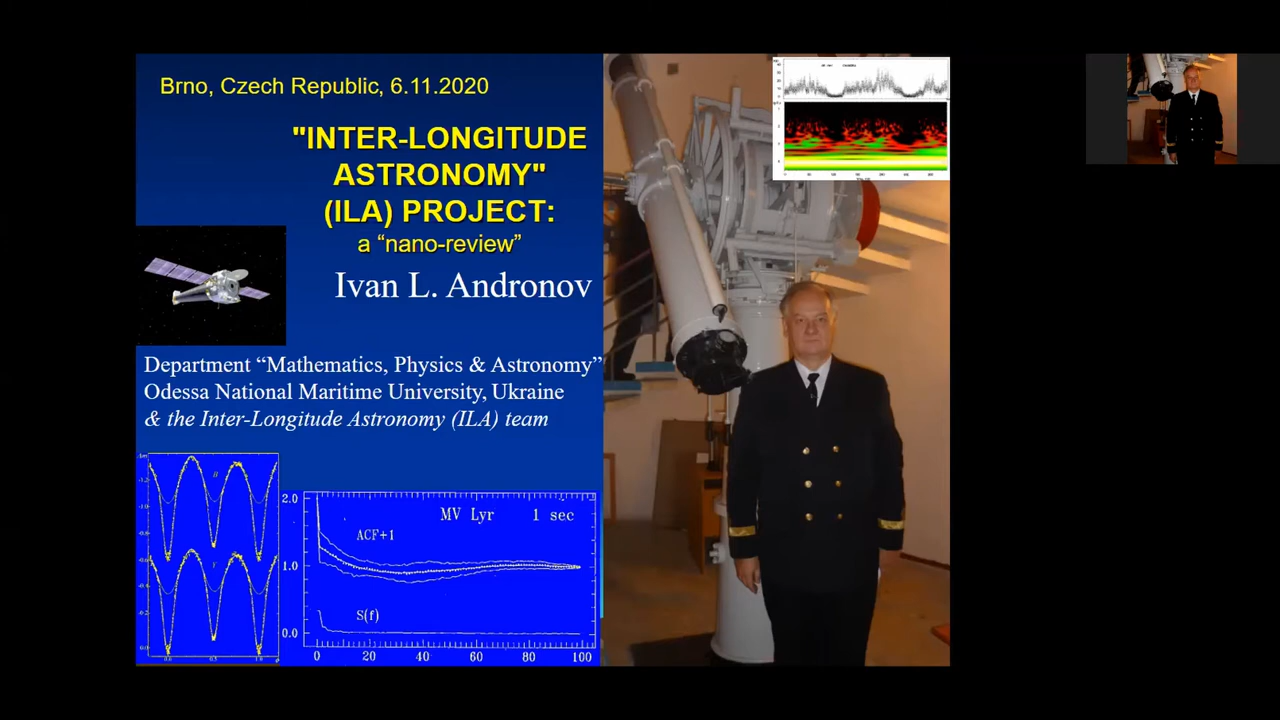 Brno, Czech Republic, 6.11.2020
"INTER-LONGITUDE
ASTRONOMY"
(ILA) PROJECT:
a “nano-review”
Ivan L. Andronov
Department “Mathematics, Physics & Astronomy”
Odessa National Maritime University, Ukraine
& the Inter-Longitude Astronomy (ILA) team
2.0
MV Lyr 1 sec
ACF+1
1.0
S(f)
0.0
0 20 40 60 80 100